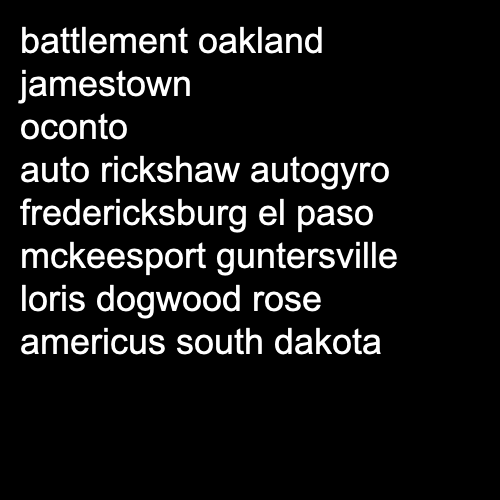 battlement oakland
jamestown
oconto
auto rickshaw autogyro
fredericksburg el paso
mckeesport guntersville
loris dogwood rose
americus south dakota